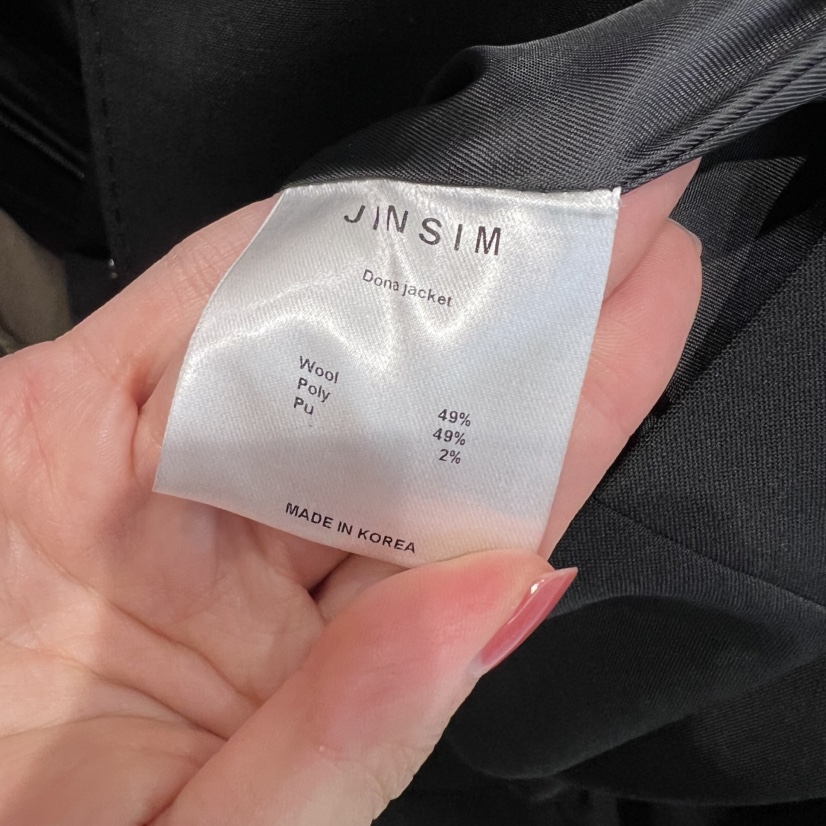 JINSIM
Dona jacket
Wool 49%
Poly 49%
Pu 2%
MADE IN KOREA